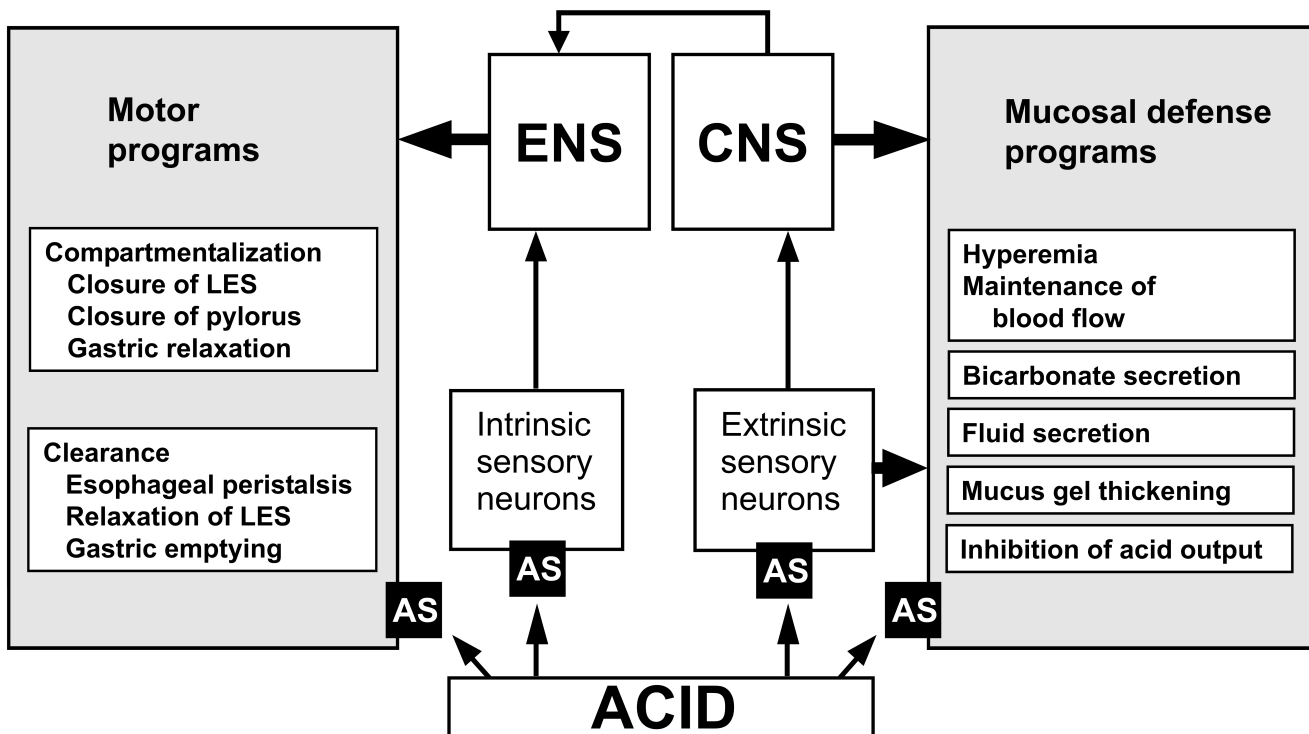 Motor
programs
Compartmentalization
Closure of LES
Closure of pylorus
Gastric relaxation
Clearance
Esophageal peristalsis
Relaxation of LES
Gastric emptying
AS
ENS
CNS
Intrinsic
sensory
neurons
AS
Extrinsic
sensory
neurons
AS
Mucosal defense
programs
Hyperemia
Maintenance of
blood flow
Bicarbonate secretion
Fluid secretion
Mucus gel thickening
Inhibition of acid output
AS
ACID